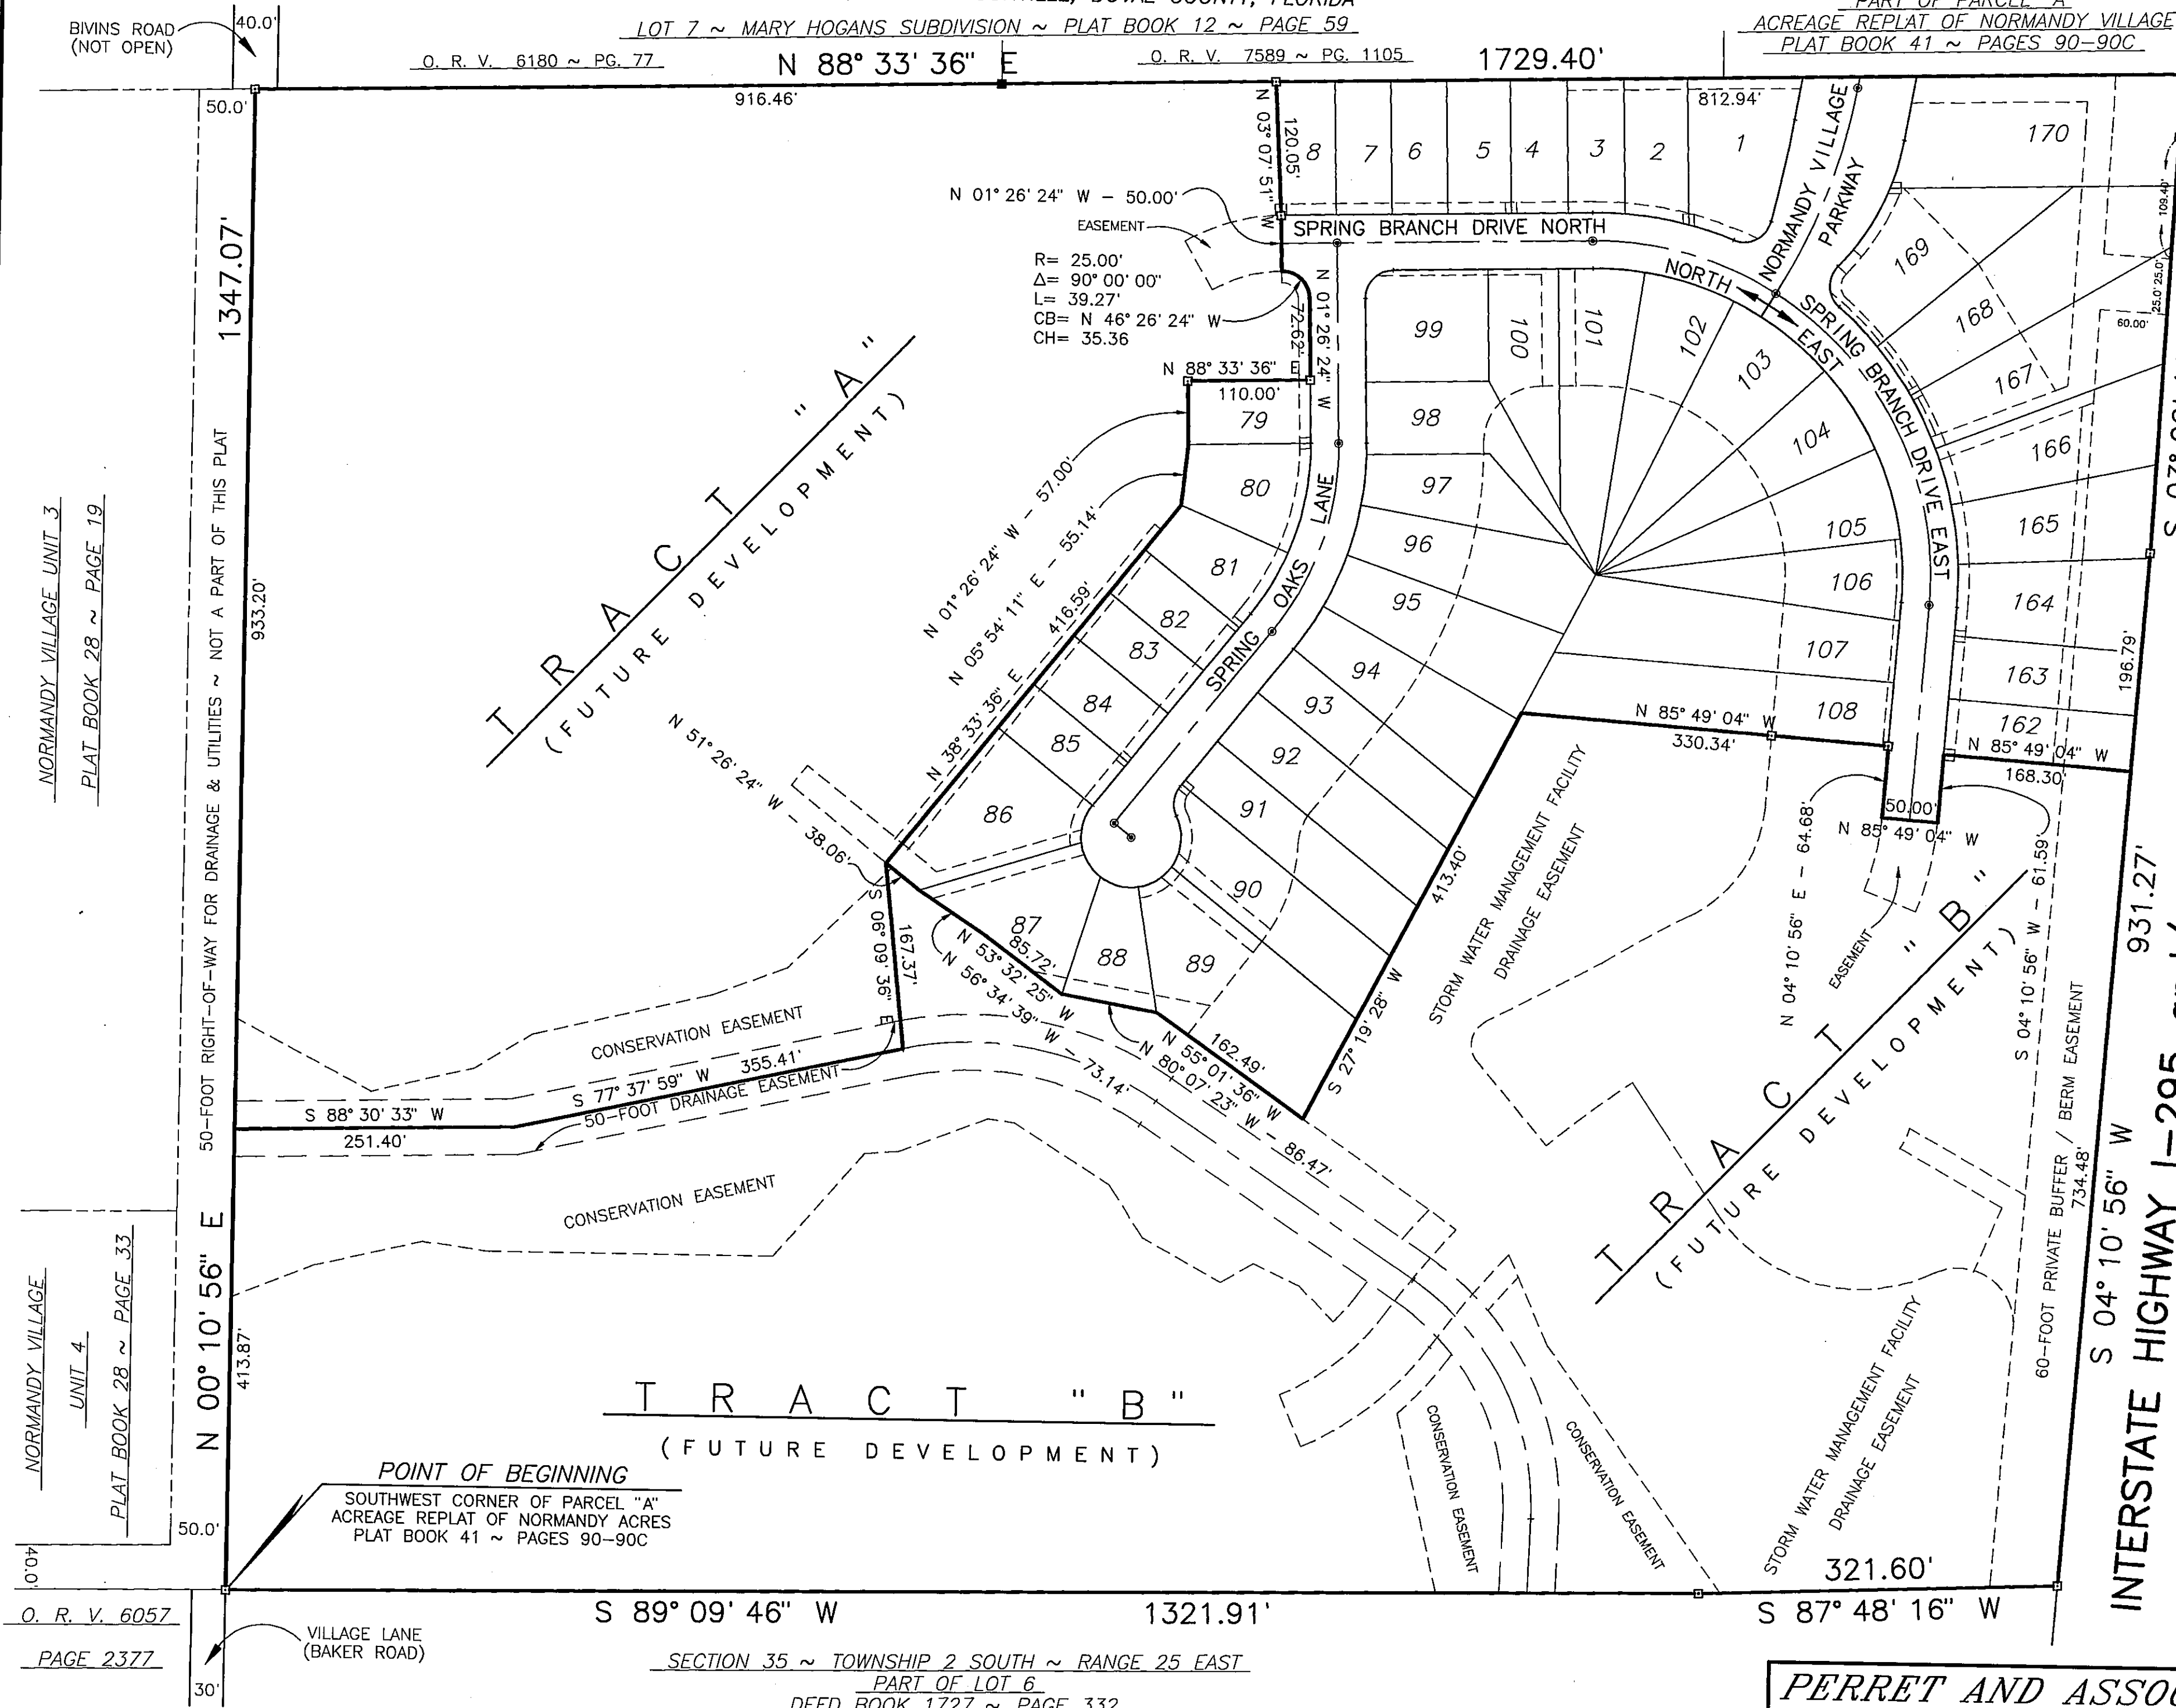 BIVINS ROAD
(NOT OPEN)
40.0'
LOT 7 ~ MARY HOGANS SUBDIVISION ~ PLAT BOOK 12 ~ PAGE 59
ACREAGE REPLAT OF NORMANDY VILLAGE
PLAT BOOK 41 ~ PAGES 90-90C
O. R. V. 6180 ~ PG. 77
N 88° 33' 36" E
O. R. V. 7589 ~ PG. 1105
1729.40'
50.0'
916.46'
812.94'
N 03° 07' 51" W
120.05'
8
7
6
5
4
3
2
1
NORMANDY VILLAGE
PARKWAY
170
109.40'
25.0'
25.0'
60.00'
N 01° 26' 24" W - 50.00'
EASEMENT
SPRING BRANCH DRIVE NORTH
R= 25.00'
Δ= 90° 00' 00"
L= 39.27'
CB= N 46° 26' 24" W
CH= 35.36
72.62'
N 01° 26' 24" W
NORTH
EAST
SPRING BRANCH DRIVE EAST
169
168
167
166
165
164
163
162
99
100
101
102
103
104
105
106
107
108
98
97
96
95
94
93
92
91
90
N 88° 33' 36" E
110.00'
79
80
81
82
83
84
85
86
87
88
89
SPRING OAKS LANE
N 01° 26' 24" W - 57.00'
N 05° 54' 11" E - 55.14'
416.59'
N 38° 33' 36" E
N 51° 26' 24" W - 38.06'
1347.07'
933.20'
TRACT "A"
(FUTURE DEVELOPMENT)
NORMANDY VILLAGE UNIT 3
PLAT BOOK 28 ~ PAGE 19
50-FOOT RIGHT-OF-WAY FOR DRAINAGE & UTILITIES ~ NOT A PART OF THIS PLAT
N 85° 49' 04" W
330.34'
N 85° 49' 04" W
168.30'
196.79'
50.00'
N 85° 49' 04" W
N 04° 10' 56" E - 64.68'
S 04° 10' 56" W - 61.59'
EASEMENT
STORM WATER MANAGEMENT FACILITY
DRAINAGE EASEMENT
413.40'
S 27° 19' 28" W
S 06° 09' 36" E
167.37'
N 53° 32' 25" W
85.72'
N 56° 34' 39" W - 73.14'
N 80° 07' 23" W - 86.47'
N 55° 01' 36" W
162.49'
CONSERVATION EASEMENT
S 77° 37' 59" W 355.41'
50-FOOT DRAINAGE EASEMENT
S 88° 30' 33" W
251.40'
CONSERVATION EASEMENT
TRACT "B"
(FUTURE DEVELOPMENT)
60-FOOT PRIVATE BUFFER / BERM EASEMENT
734.48'
931.27'
S 04° 10' 56" W
INTERSTATE HIGHWAY I-295
NORMANDY VILLAGE
UNIT 4
PLAT BOOK 28 ~ PAGE 33
N 00° 10' 56" E
413.87'
TRACT "B"
(FUTURE DEVELOPMENT)
CONSERVATION EASEMENT
CONSERVATION EASEMENT
STORM WATER MANAGEMENT FACILITY
DRAINAGE EASEMENT
POINT OF BEGINNING
SOUTHWEST CORNER OF PARCEL "A"
ACREAGE REPLAT OF NORMANDY ACRES
PLAT BOOK 41 ~ PAGES 90-90C
50.0'
40.0'
O. R. V. 6057
PAGE 2377
30'
VILLAGE LANE
(BAKER ROAD)
S 89° 09' 46" W
1321.91'
321.60'
S 87° 48' 16" W
SECTION 35 ~ TOWNSHIP 2 SOUTH ~ RANGE 25 EAST
PART OF LOT 6
DEED BOOK 1727 ~ PAGE 332
PERRET AND ASSOC